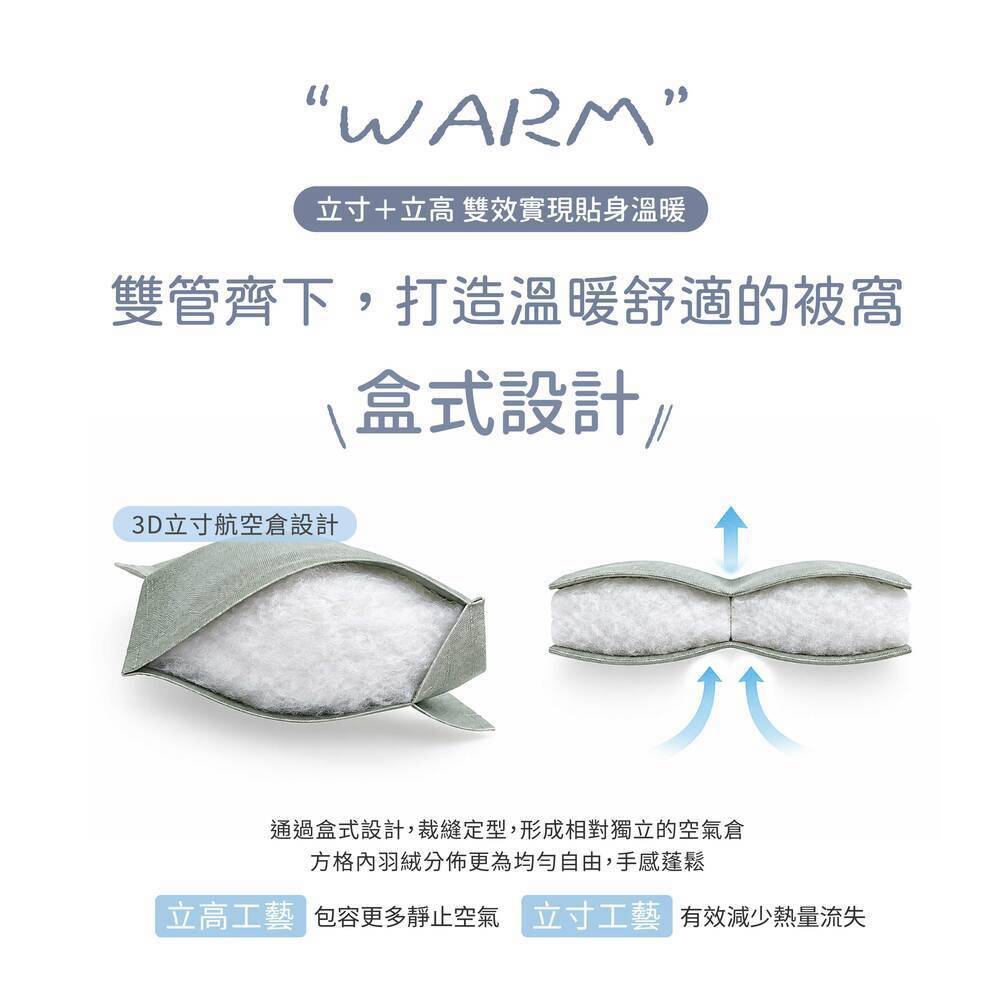 “WARM”
立寸＋立高 雙效實現貼身溫暖
雙管齊下，打造溫暖舒適的被窩
盒式設計
3D立寸航空倉設計
通過盒式設計，裁縫定型，形成相對獨立的空氣倉
方格內羽絨分佈更為均勻自由，手感蓬鬆
立高工藝 包容更多靜止空氣 立寸工藝 有效減少熱量流失